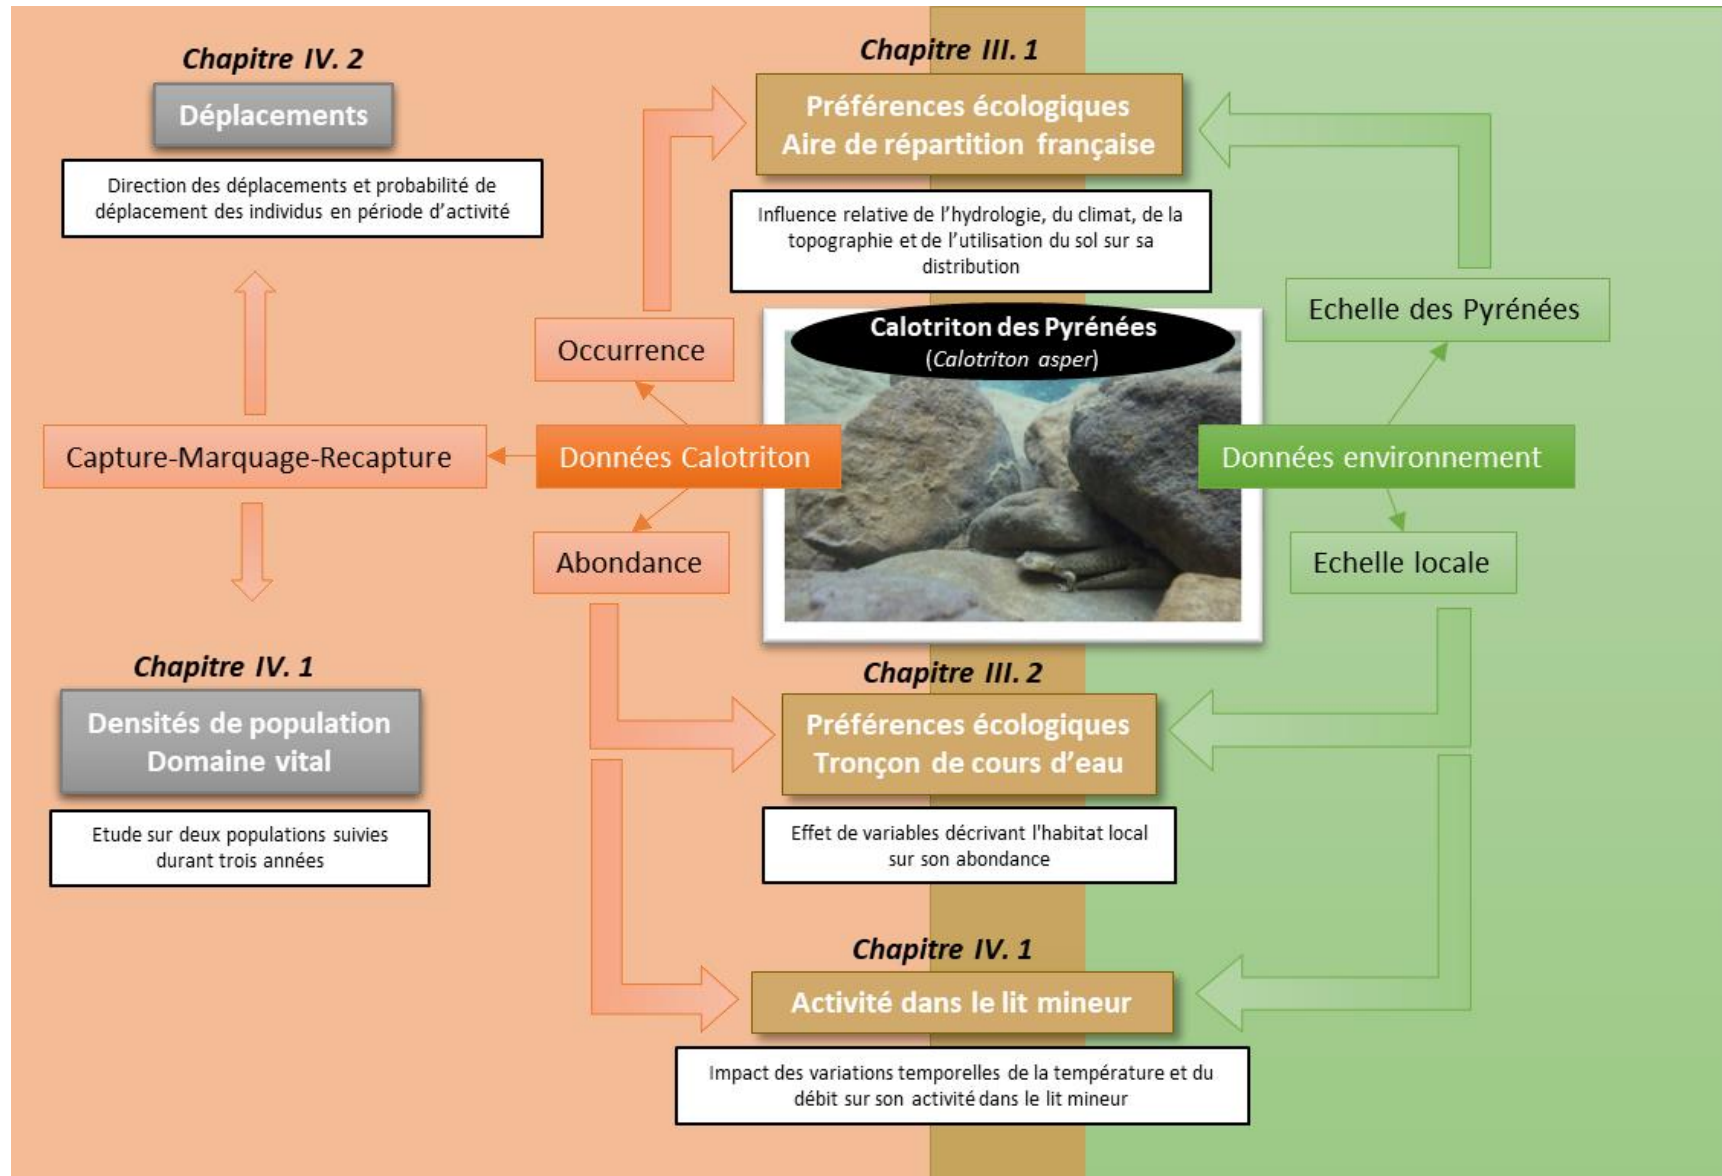 Chapitre IV. 2
Déplacements
Direction des déplacements et probabilité de
déplacement des individus en période d’activité
Chapitre III. 1
Préférences écologiques
Aire de répartition française
Influence relative de l’hydrologie, du climat, de la
topographie et de l’utilisation du sol sur sa
distribution
Echelle des Pyrénées
Occurrence
Calotriton des Pyrénées
(Calotriton asper)
Capture-Marquage-Recapture
Données Calotriton
Données environnement
Abondance
Echelle locale
Chapitre IV. 1
Densités de population
Domaine vital
Etude sur deux populations suivies
durant trois années
Chapitre III. 2
Préférences écologiques
Tronçon de cours d’eau
Effet de variables décrivant l'habitat local
sur son abondance
Chapitre IV. 1
Activité dans le lit mineur
Impact des variations temporelles de la température et du
débit sur son activité dans le lit mineur